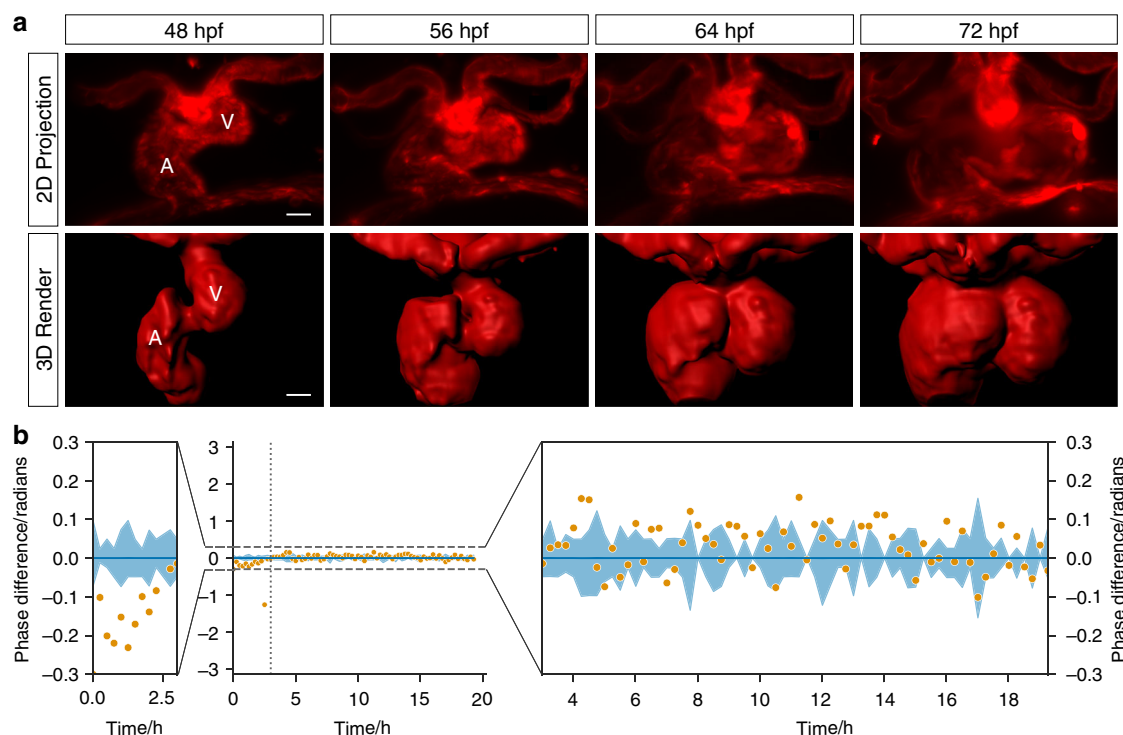 a
48 hpf
56 hpf
64 hpf
72 hpf
2D Projection
V
A
3D Render
V
A
b
Phase difference/radians
0.3
0.2
0.1
0.0
–0.1
–0.2
–0.3
0.0 2.5
Time/h
3
2
1
0
–1
–2
–3
0 5 10 15 20
Time/h
4 6 8 10 12 14 16 18
Time/h
0.3
0.2
0.1
0.0
–0.1
–0.2
–0.3
Phase difference/radians